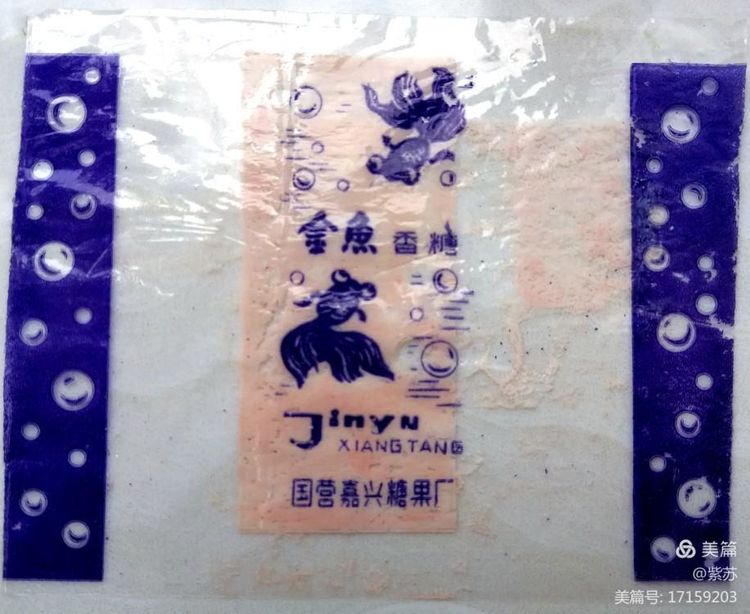 金魚 香糖
Jinyu
XIANG TANG
国营嘉兴糖果厂
美篇
@紫苏
美篇号: 17159203